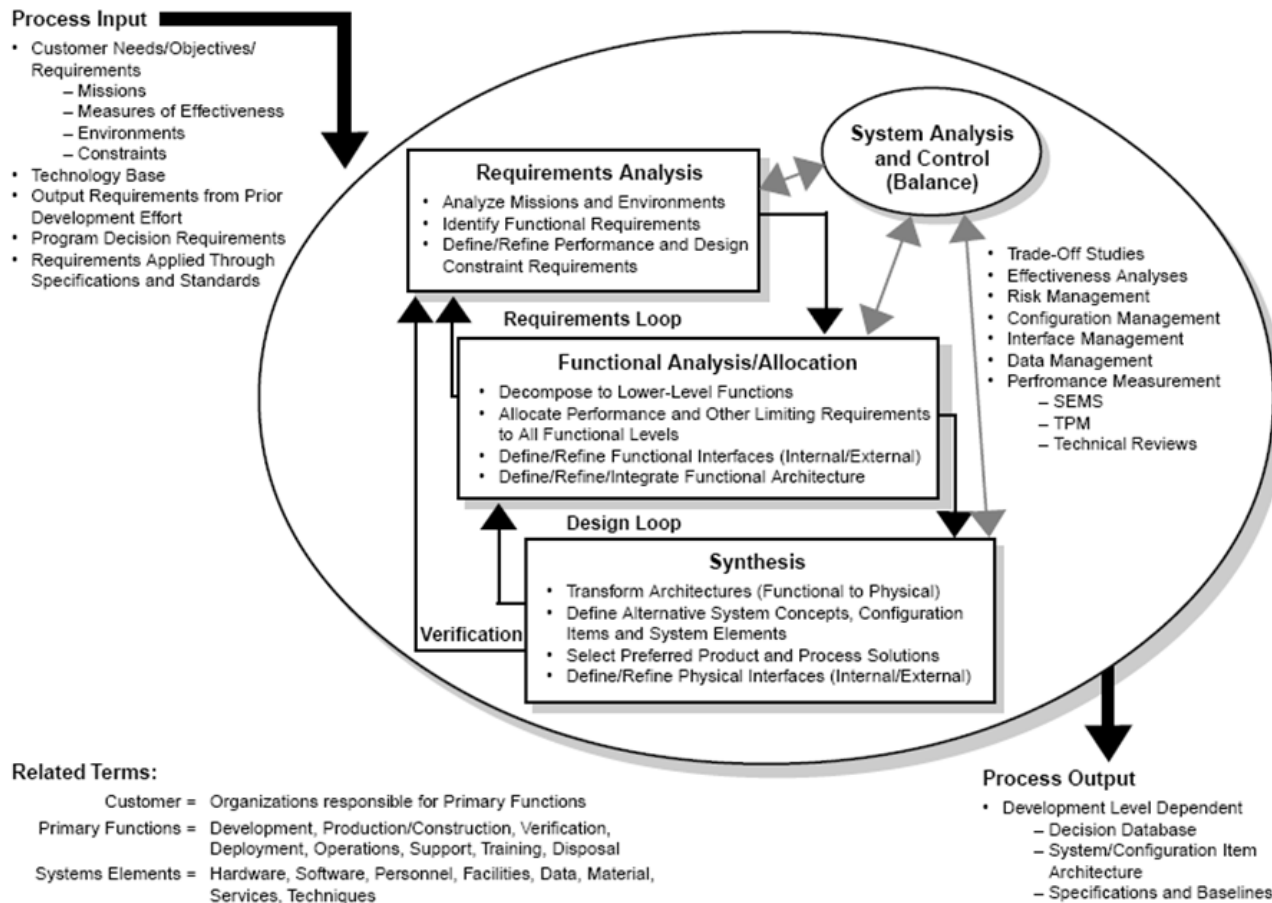 Process Input
• Customer Needs/Objectives/
Requirements
– Missions
– Measures of Effectiveness
– Environments
– Constraints
• Technology Base
• Output Requirements from Prior
Development Effort
• Program Decision Requirements
• Requirements Applied Through
Specifications and Standards
System Analysis
and Control
(Balance)
Requirements Analysis
• Analyze Missions and Environments
• Identify Functional Requirements
• Define/Refine Performance and Design
Constraint Requirements
• Trade-Off Studies
• Effectiveness Analyses
• Risk Management
• Configuration Management
• Interface Management
• Data Management
• Perfromance Measurement
– SEMS
– TPM
– Technical Reviews
Requirements Loop
Functional Analysis/Allocation
• Decompose to Lower-Level Functions
• Allocate Performance and Other Limiting Requirements
to All Functional Levels
• Define/Refine Functional Interfaces (Internal/External)
• Define/Refine/Integrate Functional Architecture
Design Loop
Synthesis
• Transform Architectures (Functional to Physical)
• Define Alternative System Concepts, Configuration
Items and System Elements
• Select Preferred Product and Process Solutions
• Define/Refine Physical Interfaces (Internal/External)
Verification
Related Terms:
Customer = Organizations responsible for Primary Functions
Primary Functions = Development, Production/Construction, Verification,
Deployment, Operations, Support, Training, Disposal
Systems Elements = Hardware, Software, Personnel, Facilities, Data, Material,
Services, Techniques
Process Output
• Development Level Dependent
– Decision Database
– System/Configuration Item
Architecture
– Specifications and Baselines